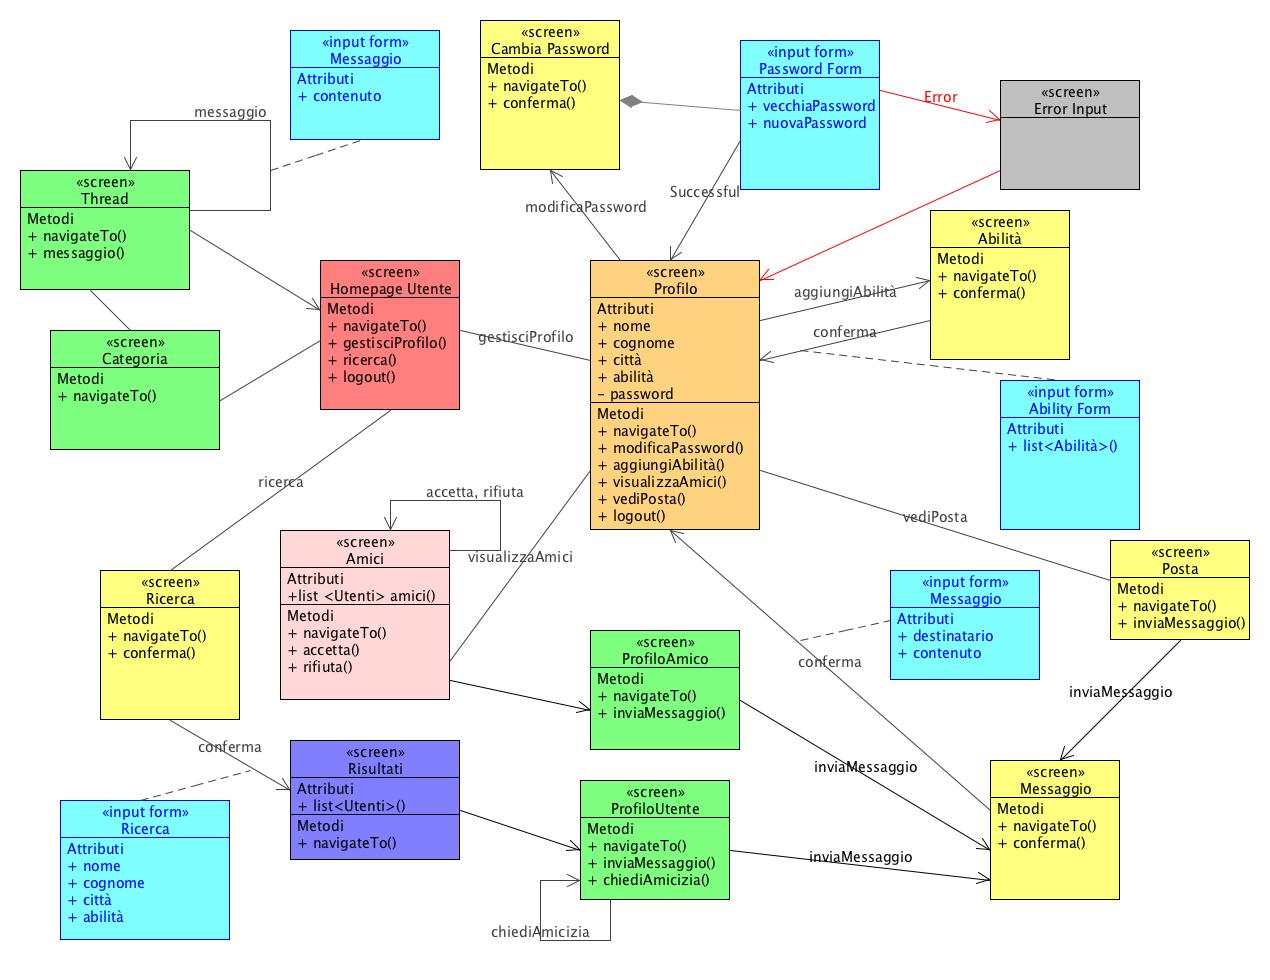 «screen»
Cambia Password
Metodi
+ navigateTo()
+ conferma()
«input form»
Messaggio
Attributi
+ contenuto
«input form»
Password Form
Attributi
+ vecchiaPassword
+ nuovaPassword
Error
«screen»
Error Input
messaggio
«screen»
Thread
Metodi
+ navigateTo()
+ messaggio()
modificaPassword
Successful
«screen»
Abilità
Metodi
+ navigateTo()
+ conferma()
«screen»
Homepage Utente
Metodi
+ navigateTo()
+ gestisciProfilo()
+ ricerca()
+ logout()
gestisciProfilo
«screen»
Profilo
Attributi
+ nome
+ cognome
+ città
+ abilità
– password
Metodi
+ navigateTo()
+ modificaPassword()
+ aggiungiAbilità()
+ visualizzaAmici()
+ vediPosta()
+ logout()
aggiungiAbilità
conferma
«screen»
Categoria
Metodi
+ navigateTo()
«input form»
Ability Form
Attributi
+ list<Abilità>()
ricerca
accetta, rifiuta
«screen»
Amici
Attributi
+list <Utenti> amici()
Metodi
+ navigateTo()
+ accetta()
+ rifiuta()
visualizzaAmici
vediPosta
«screen»
Posta
Metodi
+ navigateTo()
+ inviaMessaggio()
«screen»
Ricerca
Metodi
+ navigateTo()
+ conferma()
«input form»
Messaggio
Attributi
+ destinatario
+ contenuto
«screen»
ProfiloAmico
Metodi
+ navigateTo()
+ inviaMessaggio()
conferma
inviaMessaggio
conferma
«screen»
Risultati
Attributi
+ list<Utenti>()
Metodi
+ navigateTo()
inviaMessaggio
«screen»
Messaggio
Metodi
+ navigateTo()
+ conferma()
«screen»
ProfiloUtente
Metodi
+ navigateTo()
+ inviaMessaggio()
+ chiediAmicizia()
inviaMessaggio
«input form»
Ricerca
Attributi
+ nome
+ cognome
+ città
+ abilità
chiediAmicizia